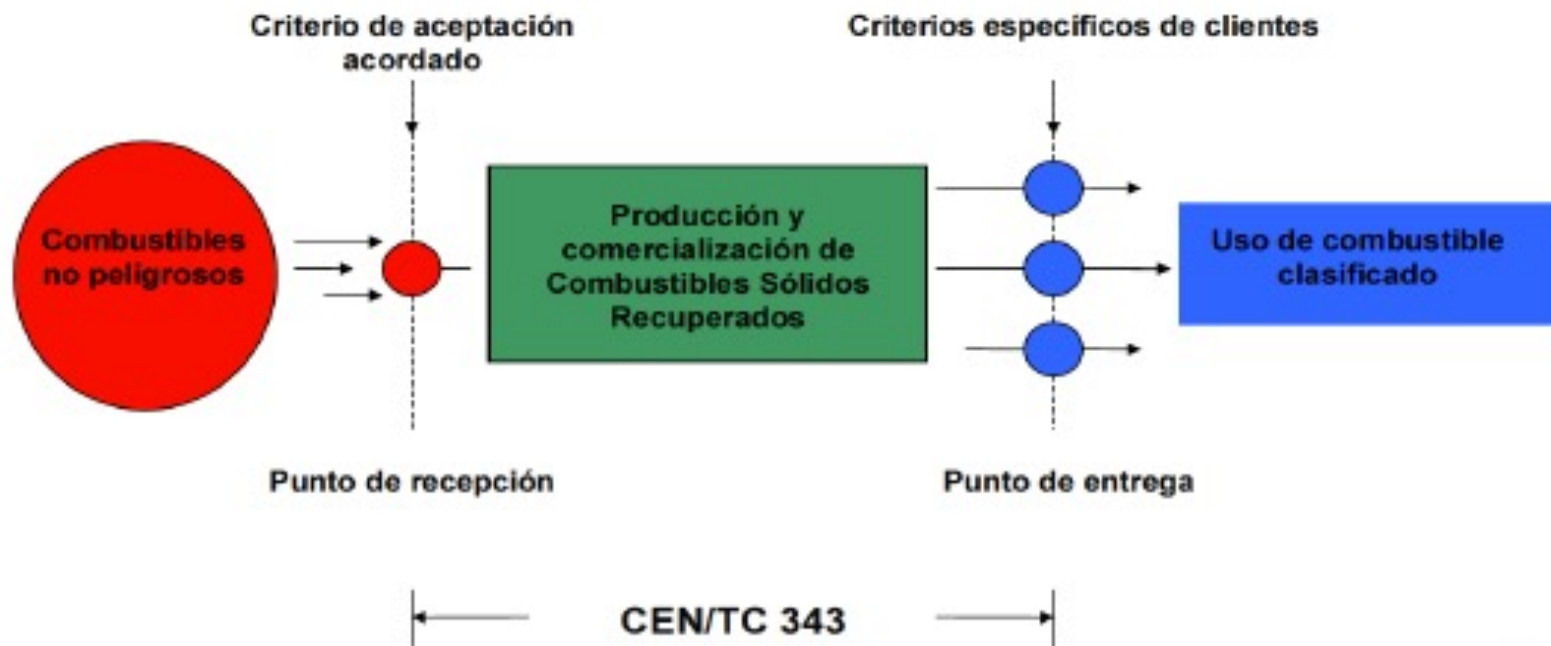 Criterio de aceptación
acordado
Criterios específicos de clientes
Combustibles
no peligrosos
Producción y
comercialización de
Combustibles Sólidos
Recuperados
Uso de combustible
clasificado
Punto de recepción
Punto de entrega
CEN/TC 343